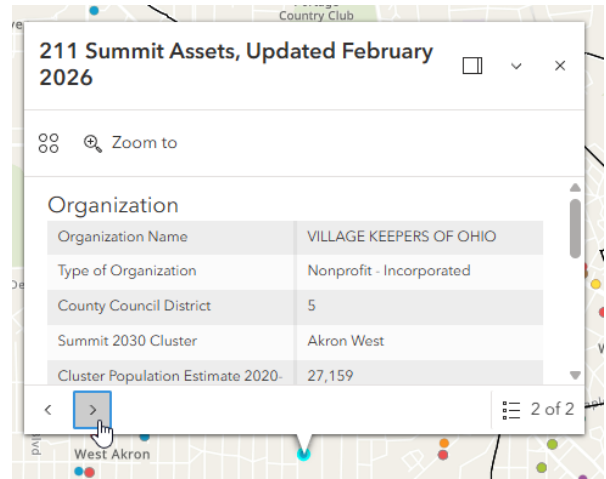 Country Club
211 Summit Assets, Updated February
2026
Zoom to
Organization
Organization Name VILLAGE KEEPERS OF OHIO
Type of Organization Nonprofit - Incorporated
County Council District 5
Summit 2030 Cluster Akron West
Cluster Population Estimate 2020- 27,159
2 of 2
West Akron